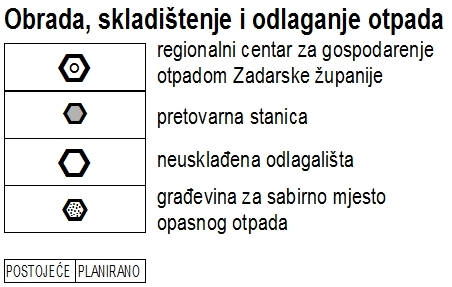 Obrada, skladištenje i odlaganje otpada
regionalni centar za gospodarenje
otpadom Zadarske županije
pretovarna stanica
neusklađena odlagališta
građevina za sabirno mjesto
opasnog otpada
POSTOJEĆE PLANIRANO